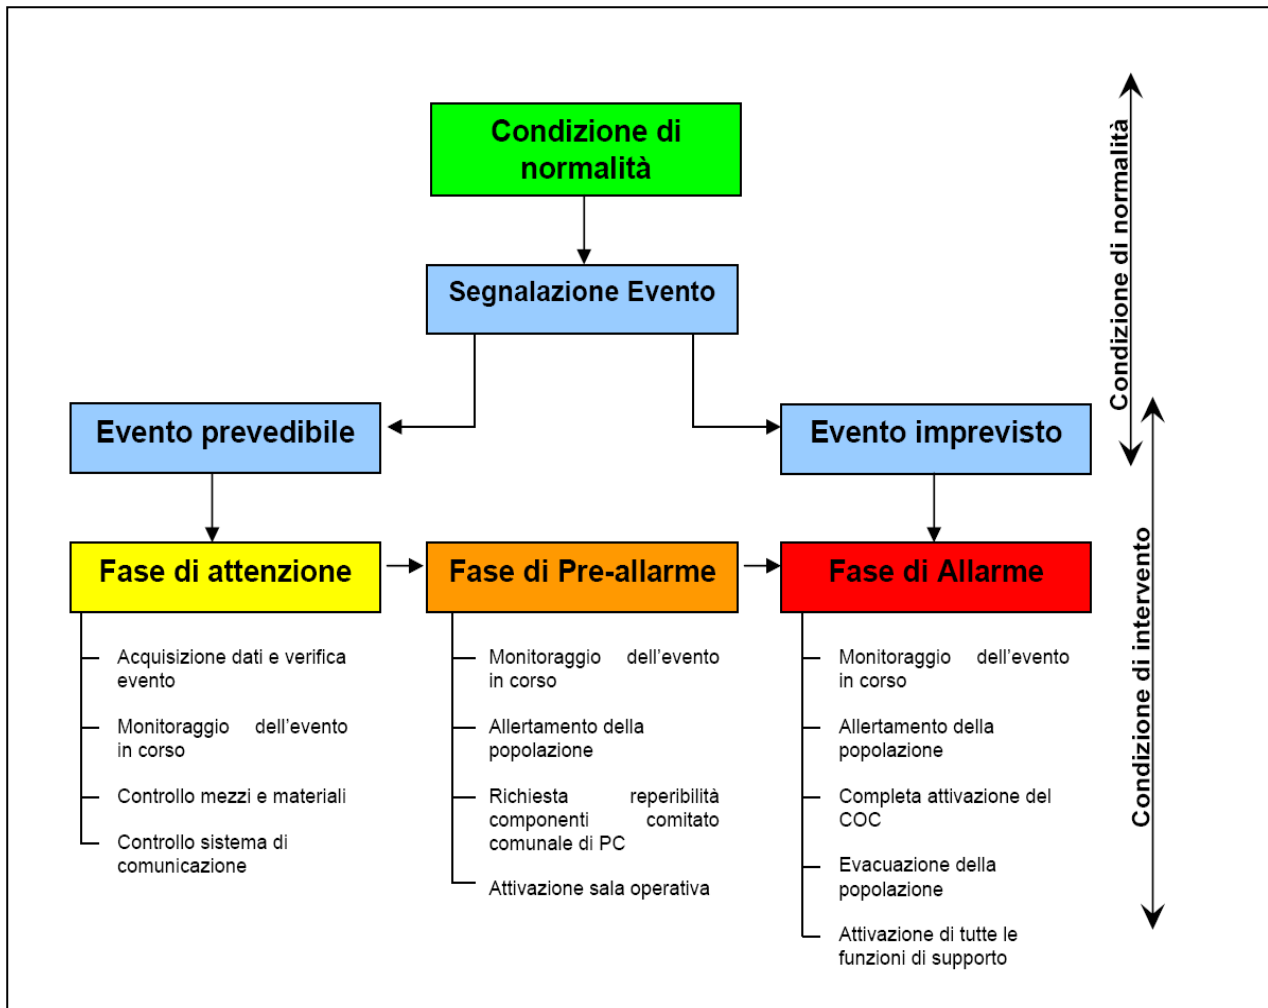 Condizione di
normalità
Segnalazione Evento
Evento prevedibile
Evento imprevisto
Fase di attenzione
Fase di Pre-allarme
Fase di Allarme
Acquisizione dati e verifica
evento
Monitoraggio dell'evento
in corso
Controllo mezzi e materiali
Controllo sistema di
comunicazione
Monitoraggio dell'evento
in corso
Allertamento della
popolazione
Richiesta reperibilità
componenti comitato
comunale di PC
Attivazione sala operativa
Monitoraggio dell'evento
in corso
Allertamento della
popolazione
Completa attivazione del
COC
Evacuazione della
popolazione
Attivazione di tutte le
funzioni di supporto
Condizione di normalità
Condizione di intervento